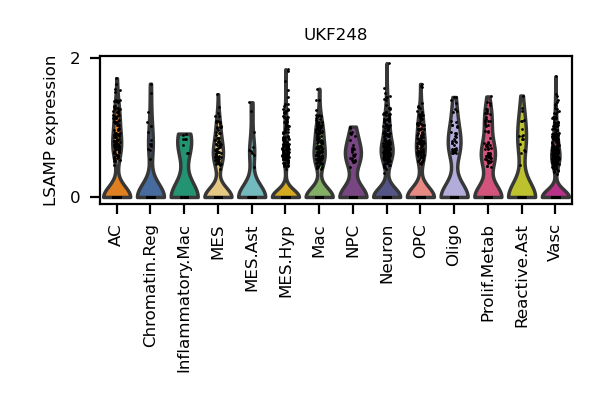 UKF248
LSAMP expression
2
0
AC
Chromatin.Reg
Inflammatory.Mac
MES
MES.Ast
MES.Hyp
Mac
NPC
Neuron
OPC
Oligo
Prolif.Metab
Reactive.Ast
Vasc